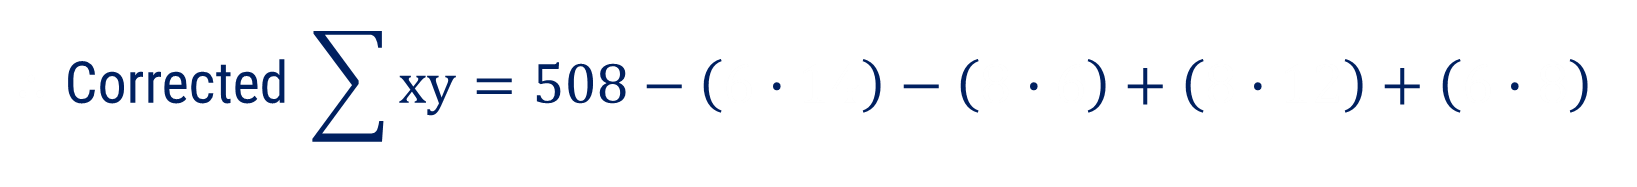 Corrected ∑ xy = 508 − ( · ) − ( · ) + ( · ) + ( · )